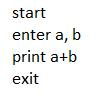 start
enter a, b
print a+b
exit